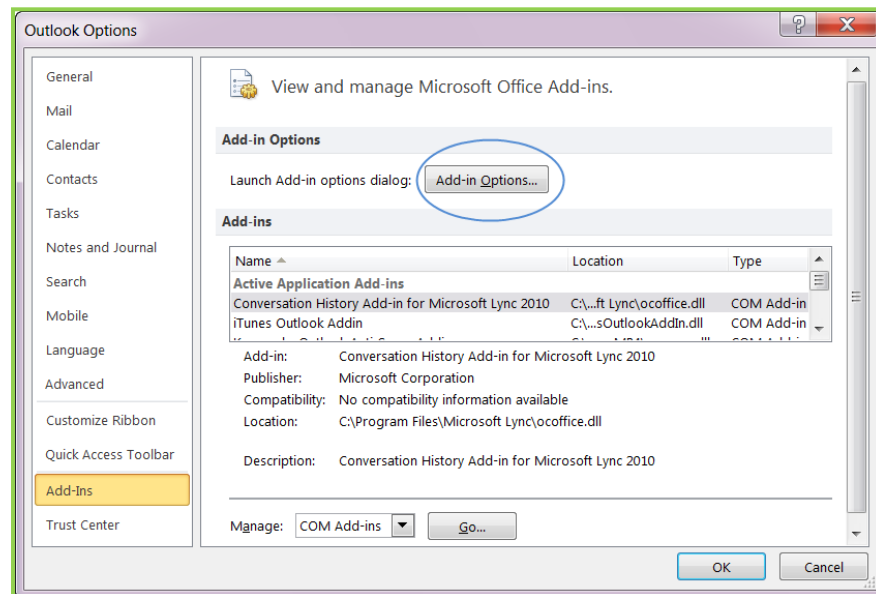 Outlook Options
General
Mail
Calendar
Contacts
Tasks
Notes and Journal
Search
Mobile
Language
Advanced
Customize Ribbon
Quick Access Toolbar
Add-Ins
Trust Center
View and manage Microsoft Office Add-ins.
Add-in Options
Launch Add-in options dialog: Add-in Options...
Add-ins
Name Location Type
Active Application Add-ins
Conversation History Add-in for Microsoft Lync 2010 C:\...ft Lync\ocoffice.dll COM Add-in
iTunes Outlook Addin C:\...sOutlookAddIn.dll COM Add-in
Add-in: Conversation History Add-in for Microsoft Lync 2010
Publisher: Microsoft Corporation
Compatibility: No compatibility information available
Location: C:\Program Files\Microsoft Lync\ocoffice.dll
Description: Conversation History Add-in for Microsoft Lync 2010
Manage: COM Add-ins Go...
OK Cancel